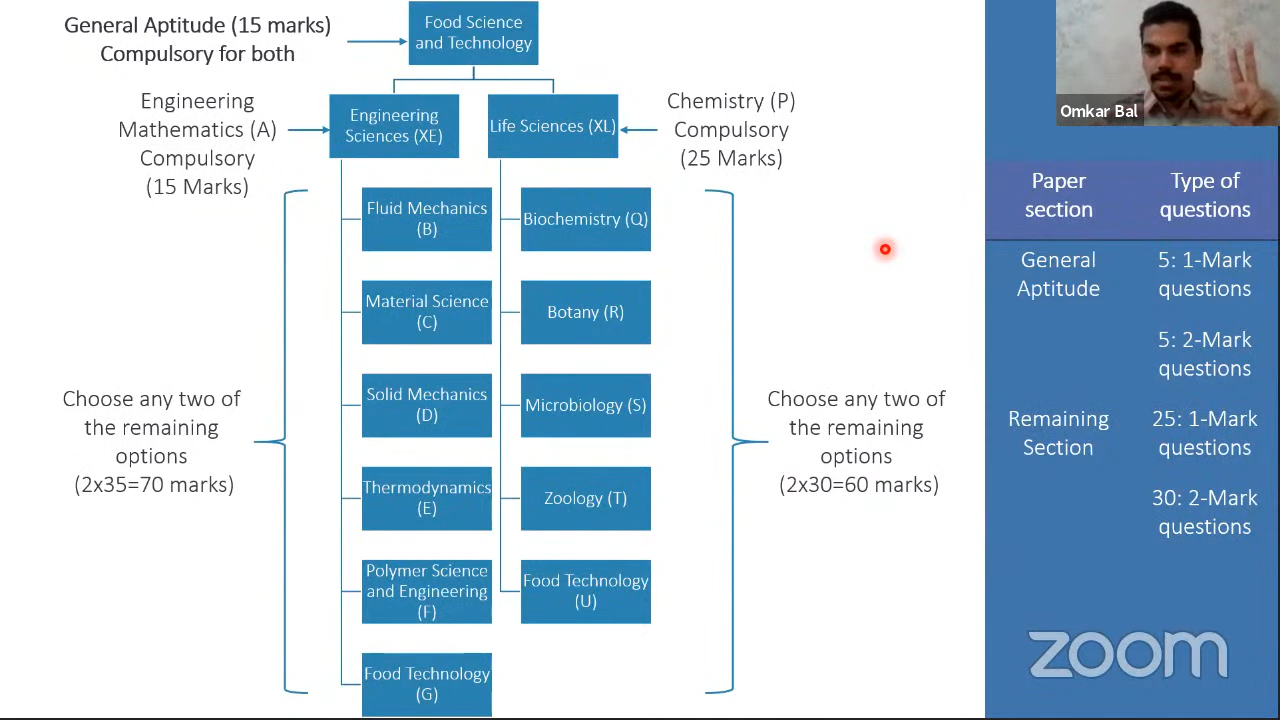 General Aptitude (15 marks)
Compulsory for both
Food Science
and Technology
Engineering
Mathematics (A)
Compulsory
(15 Marks)
Engineering
Sciences (XE)
Life Sciences (XL)
Chemistry (P)
Compulsory
(25 Marks)
Fluid Mechanics
(B)
Material Science
(C)
Solid Mechanics
(D)
Thermodynamics
(E)
Polymer Science
and Engineering
(F)
Food Technology
(G)
Biochemistry (Q)
Botany (R)
Microbiology (S)
Zoology (T)
Food Technology
(U)
Choose any two of
the remaining
options
(2x35=70 marks)
Choose any two of
the remaining
options
(2x30=60 marks)
Omkar Bal
Paper
section
Type of
questions
General
Aptitude
5: 1-Mark
questions
5: 2-Mark
questions
Remaining
Section
25: 1-Mark
questions
30: 2-Mark
questions
zoom